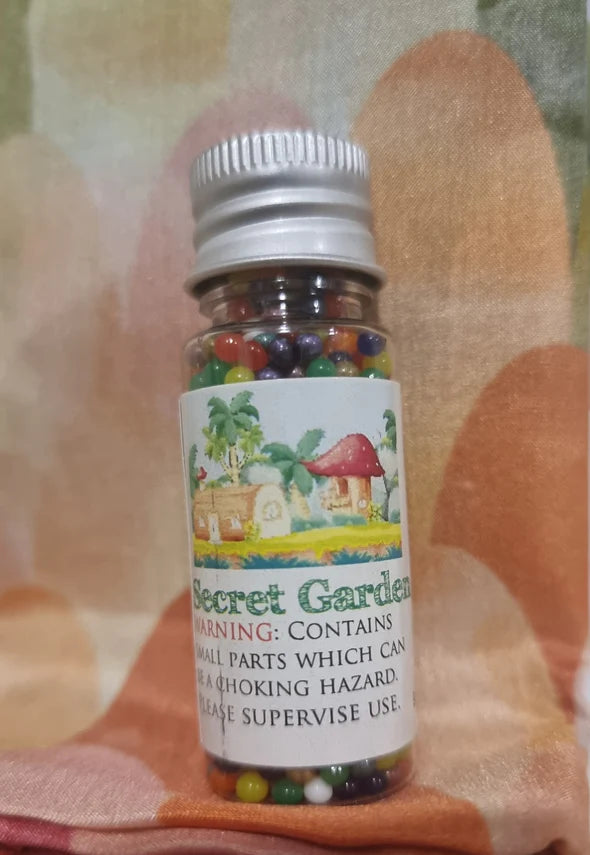 Secret Garden
WARNING: CONTAINS
SMALL PARTS WHICH CAN
BE A CHOKING HAZARD.
PLEASE SUPERVISE USE.